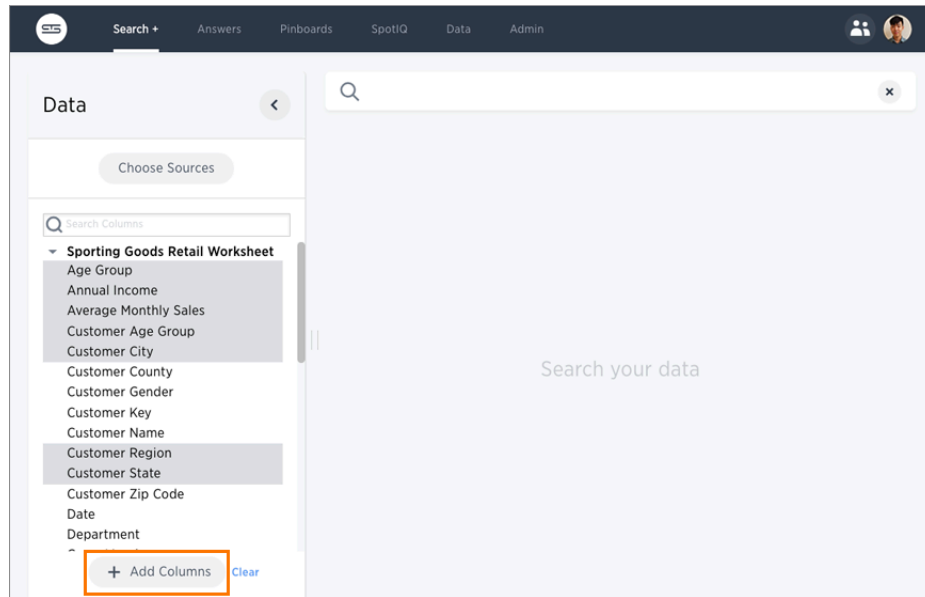 Search + Answers Pinboards SpotIQ Data Admin
Data
Choose Sources
Search Columns
Sporting Goods Retail Worksheet
Age Group
Annual Income
Average Monthly Sales
Customer Age Group
Customer City
Customer County
Customer Gender
Customer Key
Customer Name
Customer Region
Customer State
Customer Zip Code
Date
Department
+ Add Columns Clear
Search your data